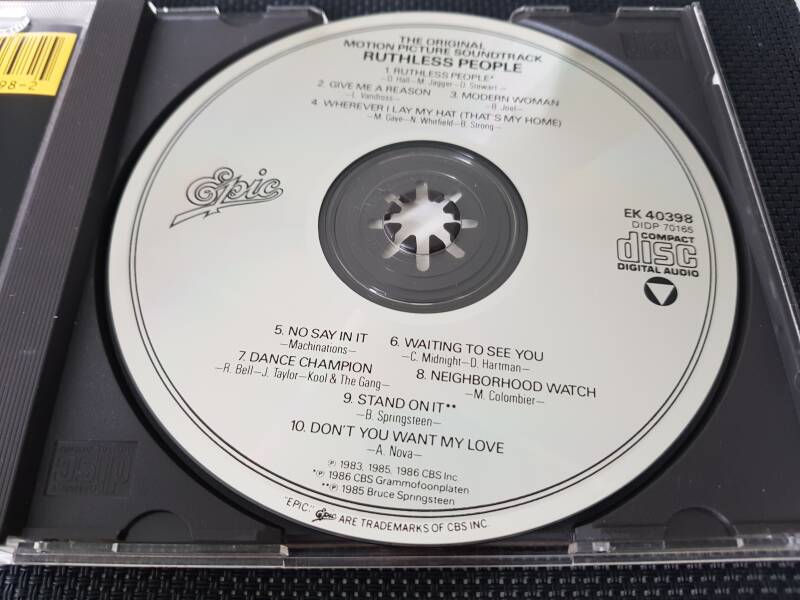 98-2
THE ORIGINAL
MOTION PICTURE SOUNDTRACK
RUTHLESS PEOPLE
1. RUTHLESS PEOPLE*
—D. Hall—M. Jagger—D. Stewart—
2. GIVE ME A REASON
—L. Vandross—
3. MODERN WOMAN
—B. Joel—
4. WHEREVER I LAY MY HAT (THAT'S MY HOME)
—M. Gaye—N. Whitfield—B. Strong—
Epic
EK 40398
DIDP 70165
COMPACT
disc
DIGITAL AUDIO
5. NO SAY IN IT
—Machinations—
6. WAITING TO SEE YOU
—C. Midnight—D. Hartman—
7. DANCE CHAMPION
—R. Bell—J. Taylor—Kool & The Gang—
8. NEIGHBORHOOD WATCH
—M. Colombier—
9. STAND ON IT**
—B. Springsteen—
10. DON'T YOU WANT MY LOVE
—A. Nova—
℗ 1983, 1985, 1986 CBS Inc.
*℗ 1986 CBS Grammofoonplaten
**℗ 1985 Bruce Springsteen
"EPIC," Epic ARE TRADEMARKS OF CBS INC.